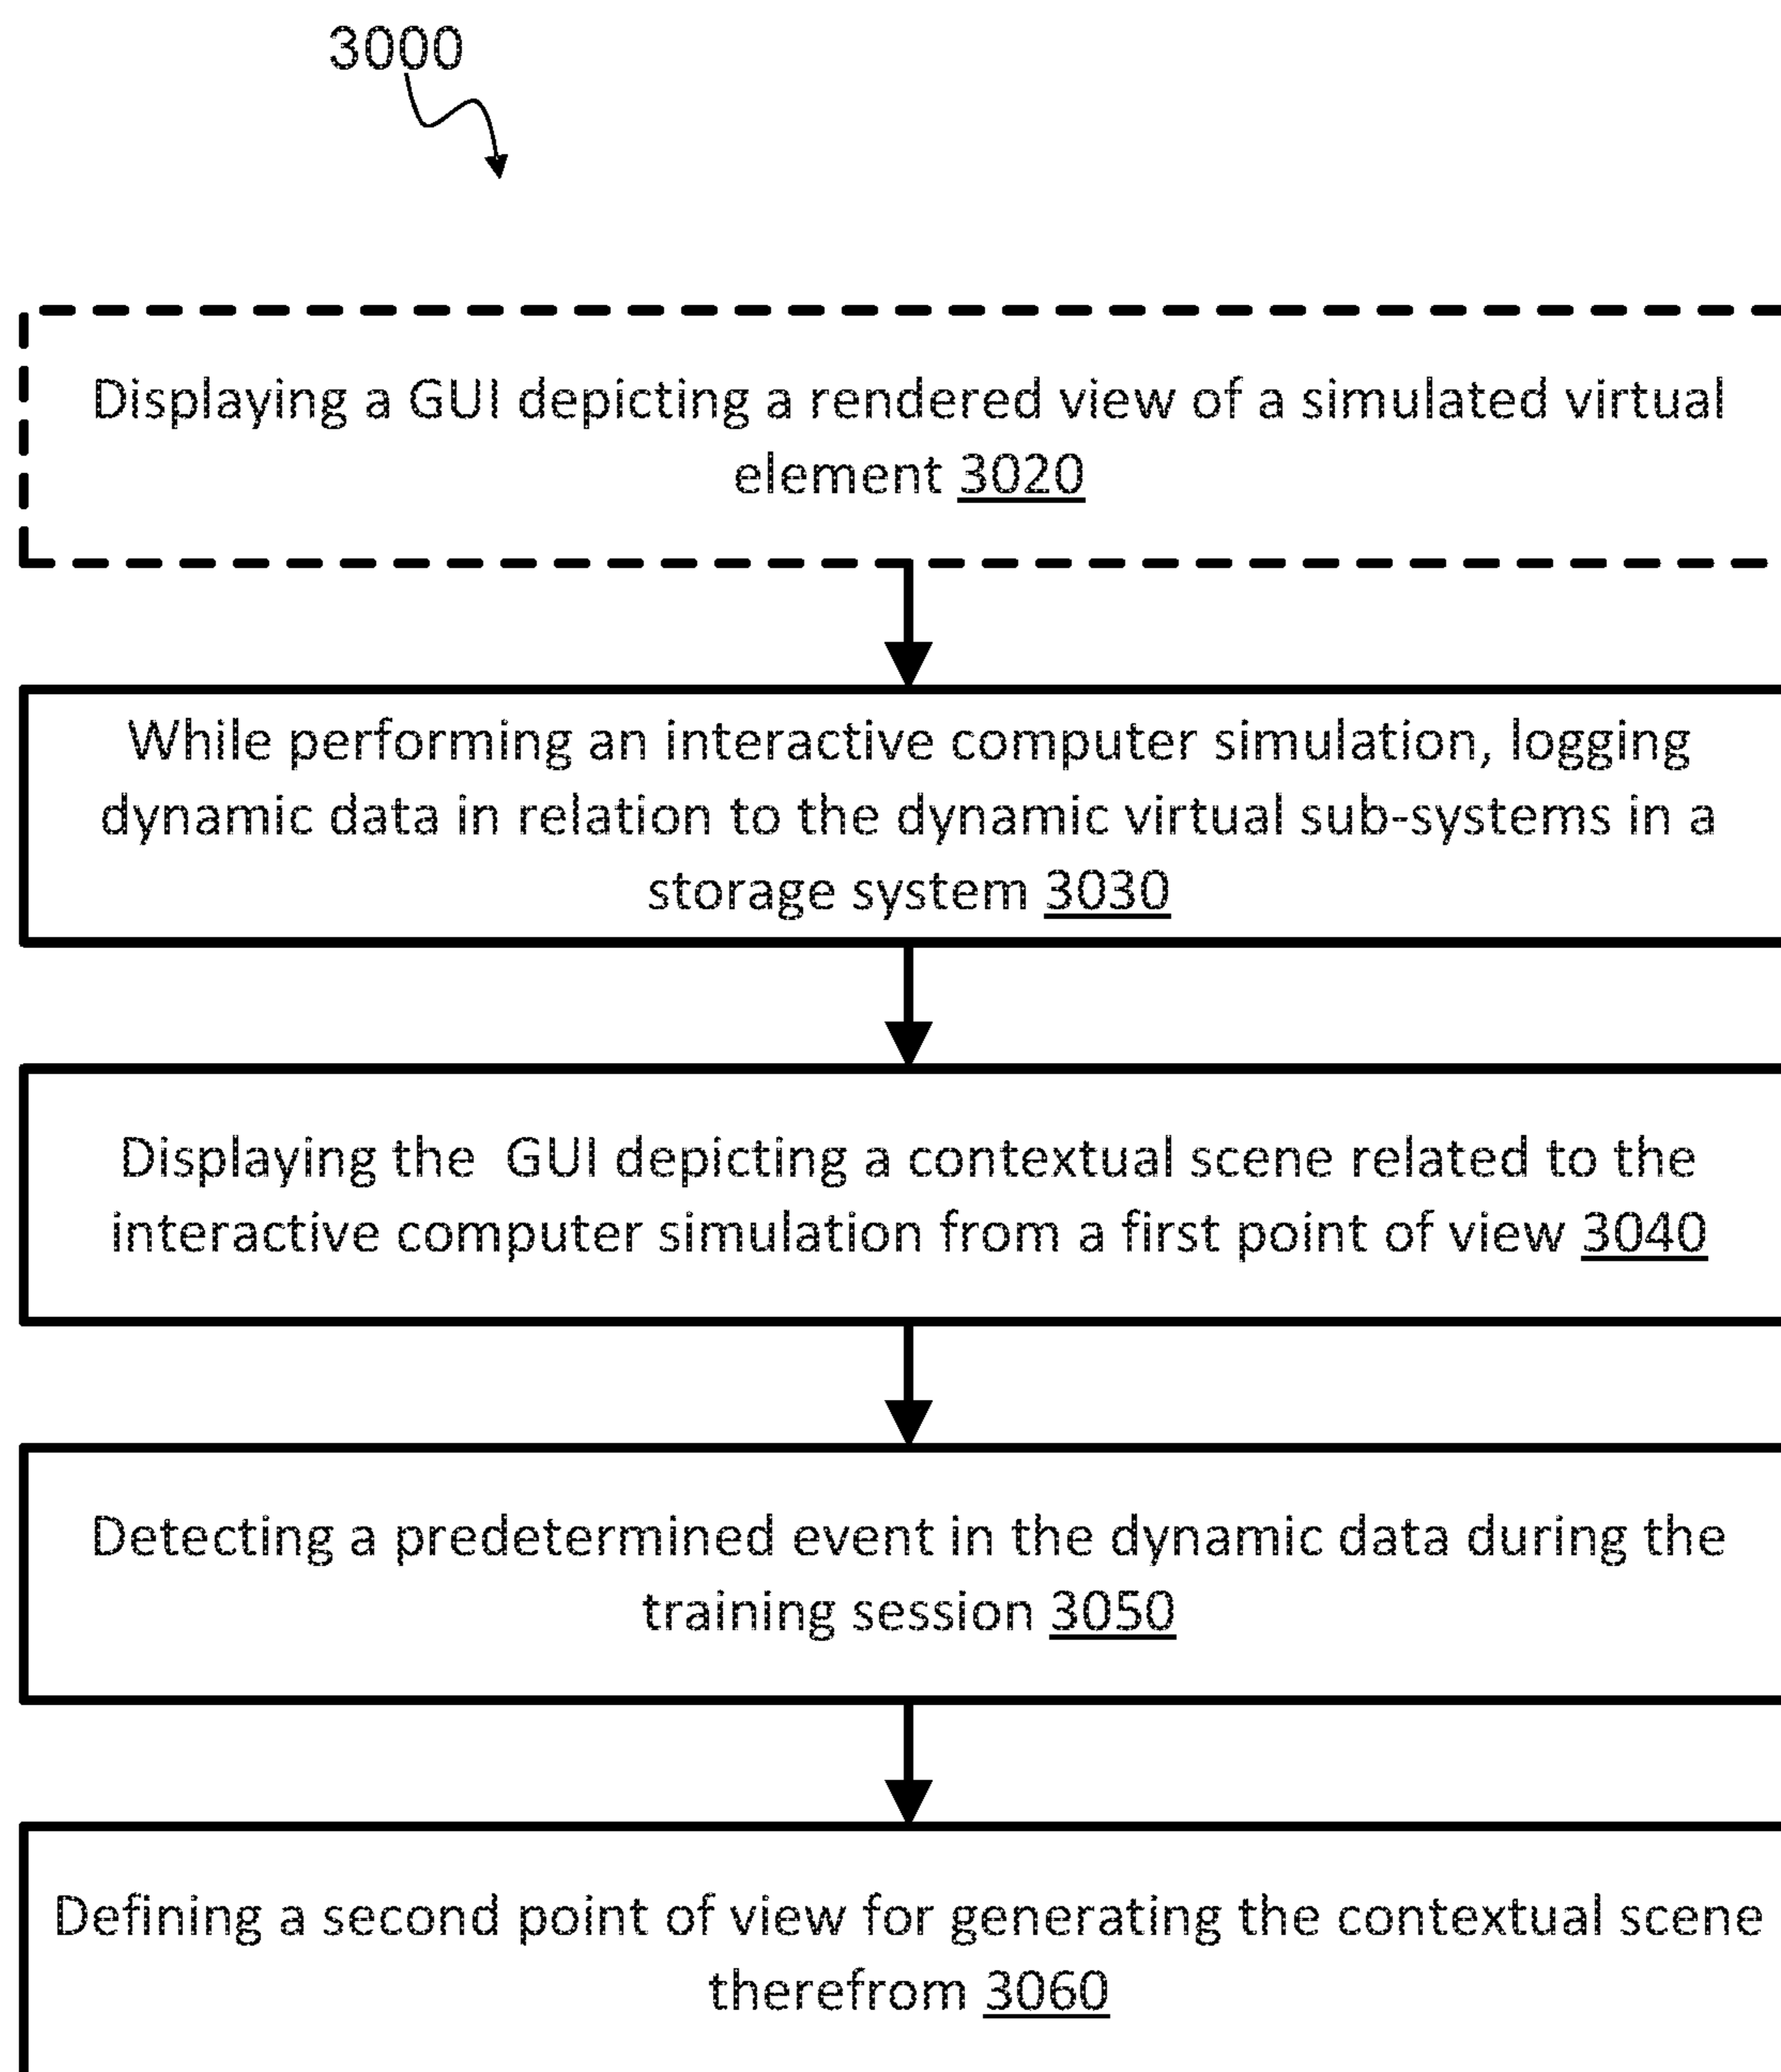 3000
Displaying a GUI depicting a rendered view of a simulated virtual
element 3020
While performing an interactive computer simulation, logging
dynamic data in relation to the dynamic virtual sub-systems in a
storage system 3030
Displaying the GUI depicting a contextual scene related to the
interactive computer simulation from a first point of view 3040
Detecting a predetermined event in the dynamic data during the
training session 3050
Defining a second point of view for generating the contextual scene
therefrom 3060